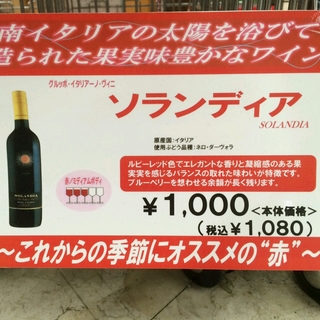 南イタリアの太陽を浴びて
造られた果実味豊かなワイン
グルッポ・イタリアーノ・ヴィニ
ソランディア
SOLANDIA
原産国：イタリア
使用ぶどう品種：ネロ・ダーヴォラ
赤/ミディアムボディ
SOLANDIA
ルビーレッド色でエレガントな香りと凝縮感のある果
実実を感じるバランスの取れた味わいが特徴です。
ブルーベリーを想わせる余韻が長く残ります。
¥1,000<本体価格>
(税込¥1,080)
～これからの季節にオススメの"赤"～